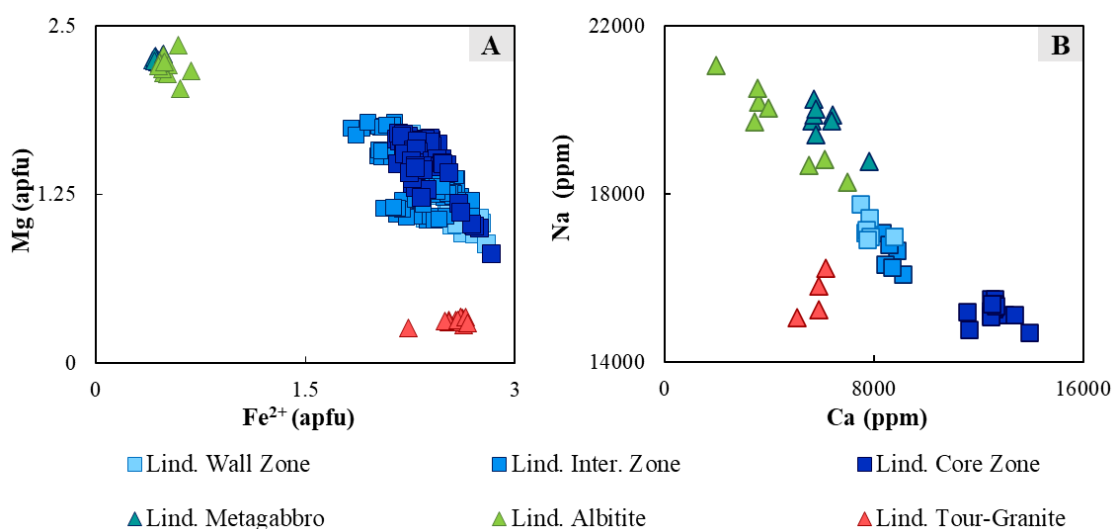 A
2.5
1.25
0
Mg (apfu)
0
1.5
3
Fe²⁺ (apfu)
B
22000
18000
14000
Na (ppm)
0
8000
16000
Ca (ppm)
Lind. Wall Zone
Lind. Inter. Zone
Lind. Core Zone
Lind. Metagabbro
Lind. Albitite
Lind. Tour-Granite